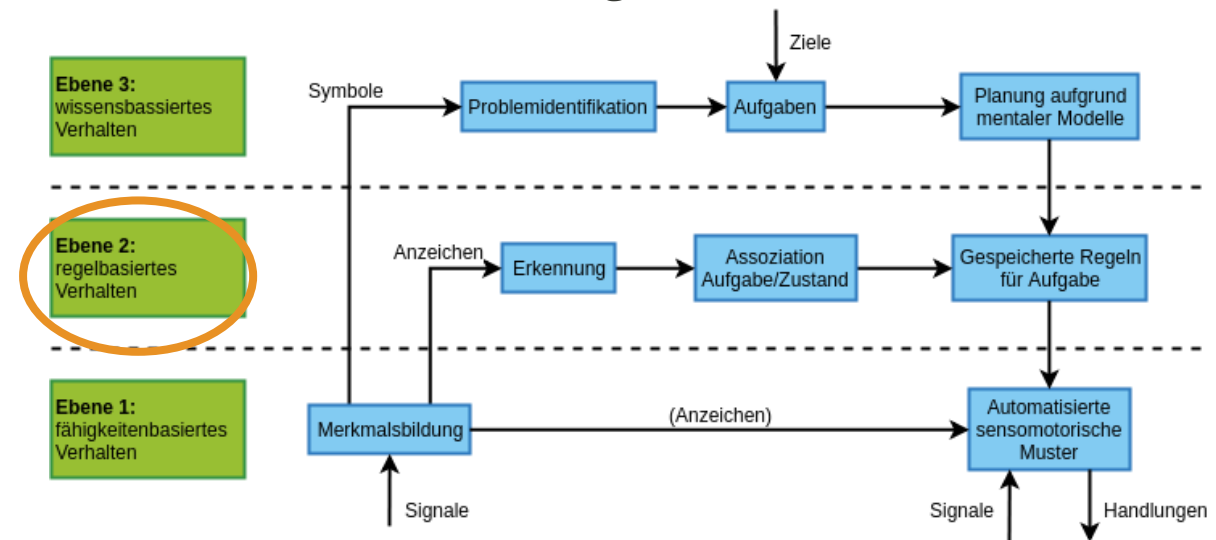 Ziele
Ebene 3:
wissensbassiertes
Verhalten
Symbole
Problemidentifikation
Aufgaben
Planung aufgrund
mentaler Modelle
Ebene 2:
regelbasiertes
Verhalten
Anzeichen
Erkennung
Assoziation
Aufgabe/Zustand
Gespeicherte Regeln
für Aufgabe
Ebene 1:
fähigkeitenbasiertes
Verhalten
Merkmalsbildung
(Anzeichen)
Automatisierte
sensomotorische
Muster
Signale
Signale
Handlungen